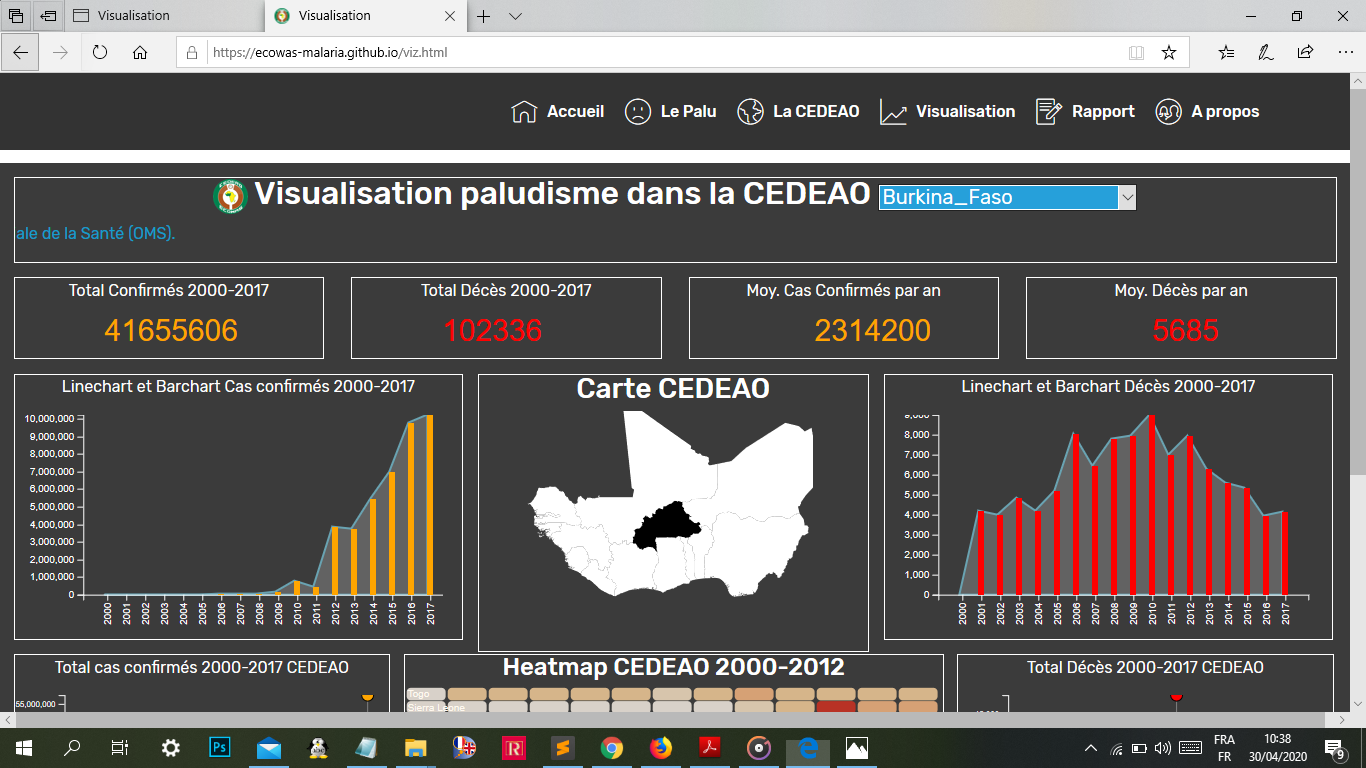 Visualisation
Visualisation
https://ecowas-malaria.github.io/viz.html
Accueil Le Palu La CEDEAO Visualisation Rapport A propos
Visualisation paludisme dans la CEDEAO Burkina_Faso
ale de la Santé (OMS).
Total Confirmés 2000-2017
41655606
Total Décès 2000-2017
102336
Moy. Cas Confirmés par an
2314200
Moy. Décès par an
5685
Linechart et Barchart Cas confirmés 2000-2017
10,000,000
9,000,000
8,000,000
7,000,000
6,000,000
5,000,000
4,000,000
3,000,000
2,000,000
1,000,000
0
2000 2001 2002 2003 2004 2005 2006 2007 2008 2009 2010 2011 2012 2013 2014 2015 2016 2017
Carte CEDEAO
Linechart et Barchart Décès 2000-2017
9,000
8,000
7,000
6,000
5,000
4,000
3,000
2,000
1,000
0
2000 2001 2002 2003 2004 2005 2006 2007 2008 2009 2010 2011 2012 2013 2014 2015 2016 2017
Total cas confirmés 2000-2017 CEDEAO
55,000,000
Heatmap CEDEAO 2000-2012
Togo
Sierra Leone
Total Décès 2000-2017 CEDEAO
Ps
R
FRA
FR
10:38
30/04/2020
9